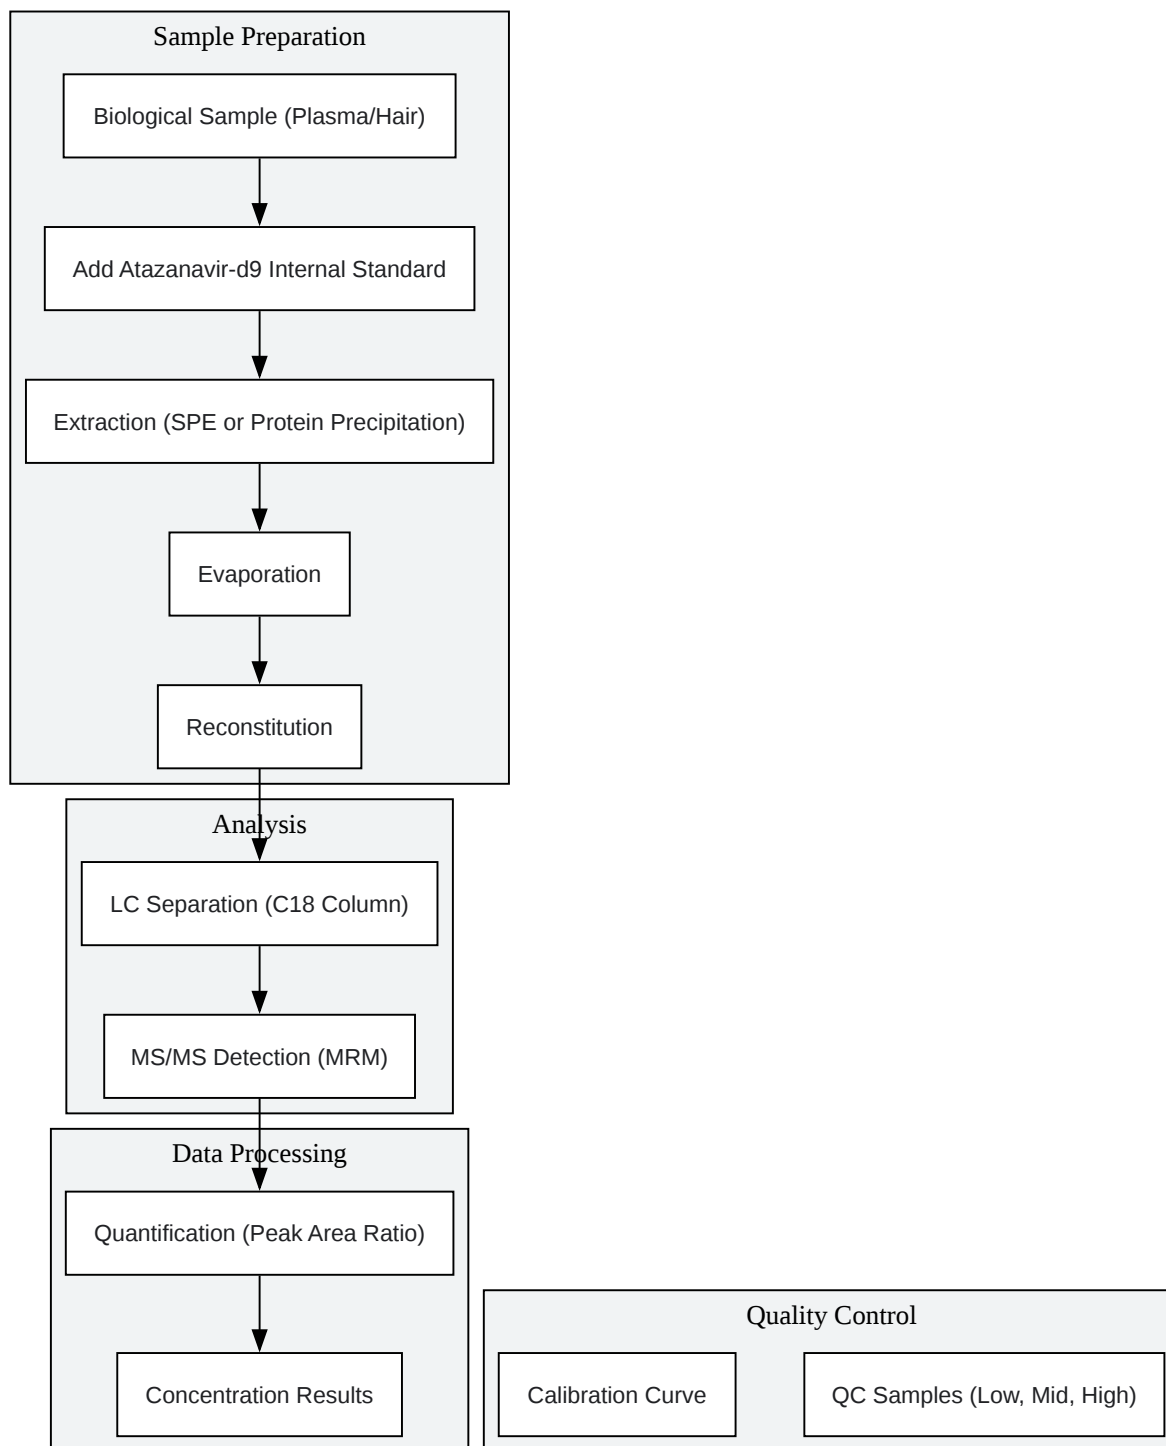 Sample Preparation
Biological Sample (Plasma/Hair)
Add Atazanavir-d9 Internal Standard
Extraction (SPE or Protein Precipitation)
Evaporation
Reconstitution
Analysis
LC Separation (C18 Column)
MS/MS Detection (MRM)
Data Processing
Quantification (Peak Area Ratio)
Concentration Results
Quality Control
Calibration Curve
QC Samples (Low, Mid, High)